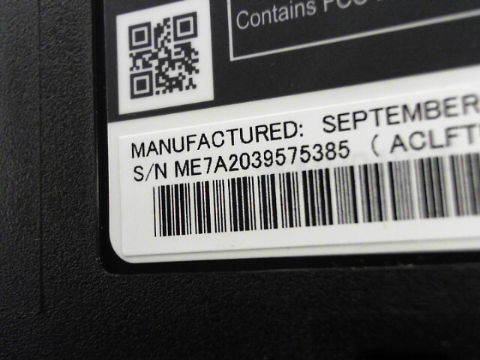 Contains FCC
MANUFACTURED: SEPTEMBER
S/N ME7A2039575385 ( ACLFT